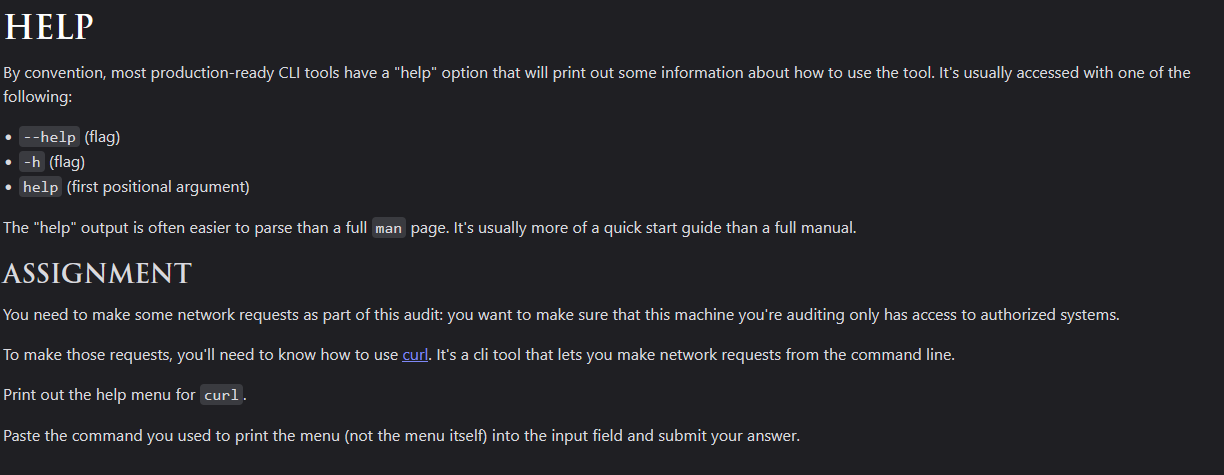 HELP
By convention, most production-ready CLI tools have a "help" option that will print out some information about how to use the tool. It's usually accessed with one of the
following:
• --help (flag)
• -h (flag)
• help (first positional argument)
The "help" output is often easier to parse than a full man page. It's usually more of a quick start guide than a full manual.
ASSIGNMENT
You need to make some network requests as part of this audit: you want to make sure that this machine you're auditing only has access to authorized systems.
To make those requests, you'll need to know how to use curl. It's a cli tool that lets you make network requests from the command line.
Print out the help menu for curl.
Paste the command you used to print the menu (not the menu itself) into the input field and submit your answer.